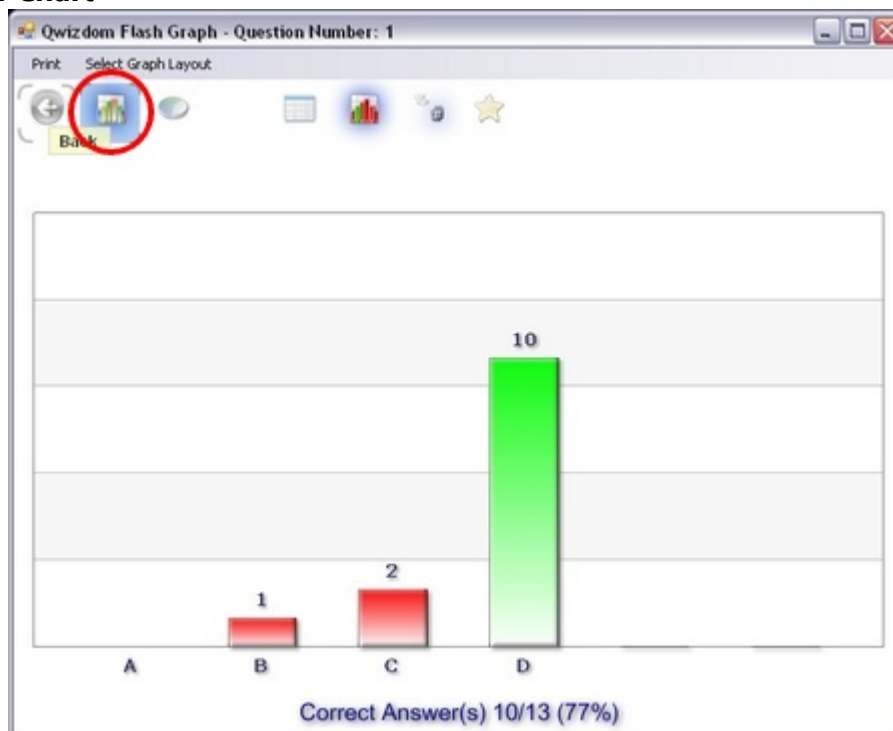 Qwizdom Flash Graph - Question Number: 1
Print Select Graph Layout
Back
10
2
1
A B C D
Correct Answer(s) 10/13 (77%)